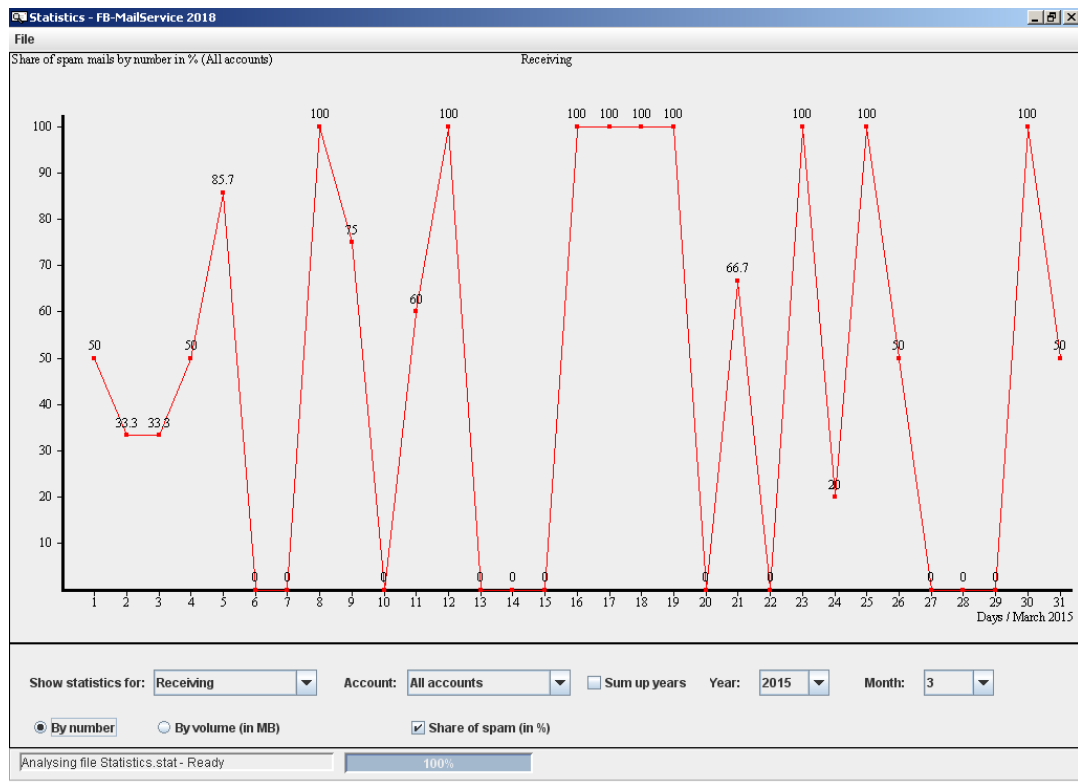 Statistics - FB-MailService 2018
File
Share of spam mails by number in % (All accounts) Receiving
100 100 100 100 100 100 100 100 100
100
90
85.7
80
75
70
66.7
60 60
50 50 50 50 50
40
33.3 33.3
30
20 20
10
0 0 0 0 0 0 0 0 0 0 0
1 2 3 4 5 6 7 8 9 10 11 12 13 14 15 16 17 18 19 20 21 22 23 24 25 26 27 28 29 30 31
Days / March 2015
Show statistics for: Receiving Account: All accounts Sum up years Year: 2015 Month: 3
By number By volume (in MB) Share of spam (in %)
Analysing file Statistics.stat - Ready 100%